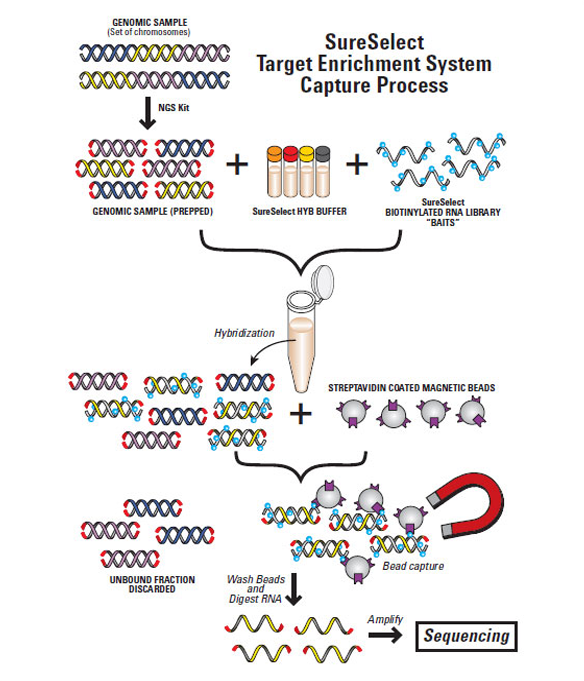 GENOMIC SAMPLE
(Set of chromosomes)
SureSelect
Target Enrichment System
Capture Process
NGS Kit
GENOMIC SAMPLE (PREPPED)
SureSelect HYB BUFFER
SureSelect
BIOTINYLATED RNA LIBRARY
“BAITS”
Hybridization
STREPTAVIDIN COATED MAGNETIC BEADS
UNBOUND FRACTION
DISCARDED
Bead capture
Wash Beads
and
Digest RNA
Amplify
Sequencing